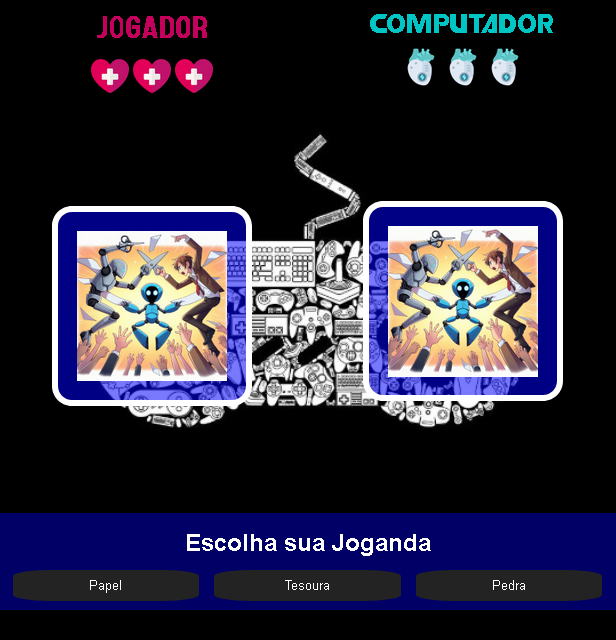 JOGADOR
COMPUTADOR
Escolha sua Joganda
Papel
Tesoura
Pedra